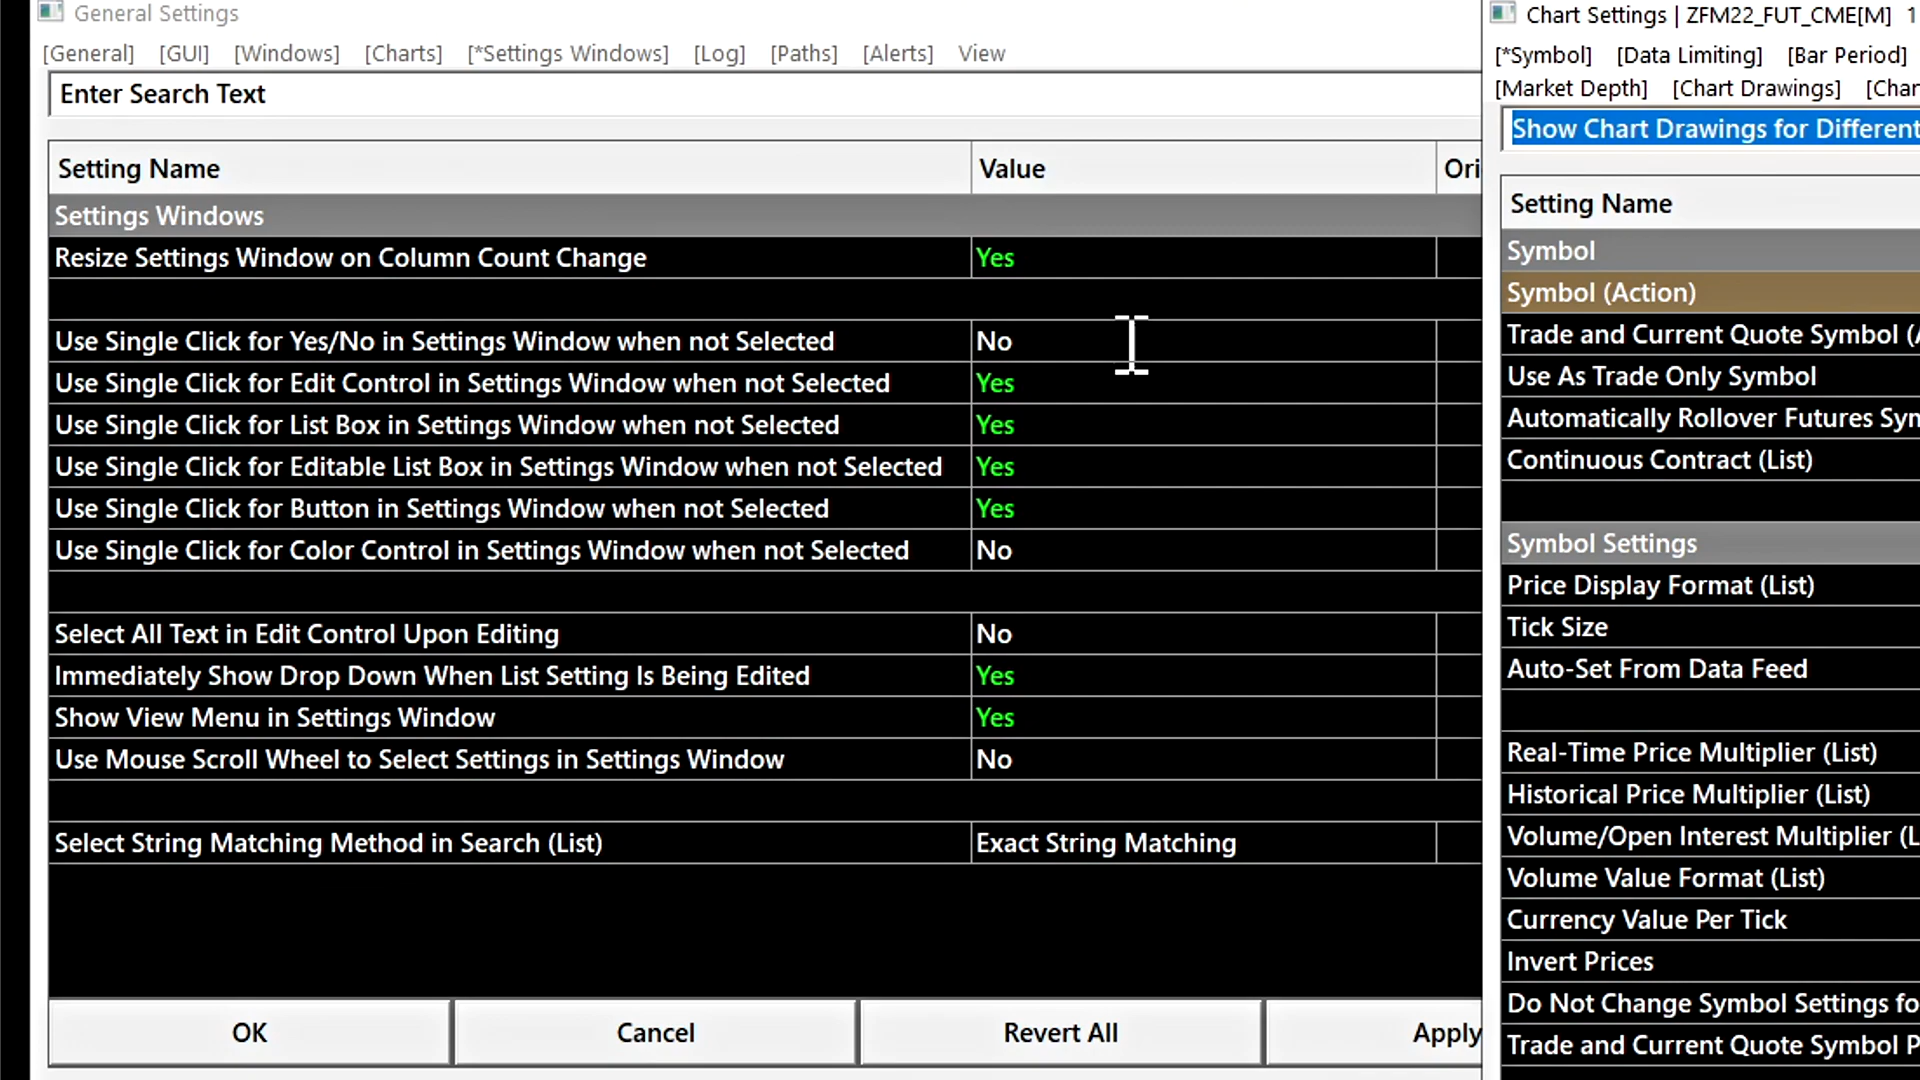 General Settings
[General] [GUI] [Windows] [Charts] [*Settings Windows] [Log] [Paths] [Alerts] View
Enter Search Text
Setting Name Value Ori
Settings Windows
Resize Settings Window on Column Count Change Yes
Use Single Click for Yes/No in Settings Window when not Selected No
Use Single Click for Edit Control in Settings Window when not Selected Yes
Use Single Click for List Box in Settings Window when not Selected Yes
Use Single Click for Editable List Box in Settings Window when not Selected Yes
Use Single Click for Button in Settings Window when not Selected Yes
Use Single Click for Color Control in Settings Window when not Selected No
Select All Text in Edit Control Upon Editing No
Immediately Show Drop Down When List Setting Is Being Edited Yes
Show View Menu in Settings Window Yes
Use Mouse Scroll Wheel to Select Settings in Settings Window No
Select String Matching Method in Search (List) Exact String Matching
OK Cancel Revert All Apply
Chart Settings | ZFM22_FUT_CME[M] 1
[*Symbol] [Data Limiting] [Bar Period]
[Market Depth] [Chart Drawings] [Char
Show Chart Drawings for Different
Setting Name
Symbol
Symbol (Action)
Trade and Current Quote Symbol (A
Use As Trade Only Symbol
Automatically Rollover Futures Sym
Continuous Contract (List)
Symbol Settings
Price Display Format (List)
Tick Size
Auto-Set From Data Feed
Real-Time Price Multiplier (List)
Historical Price Multiplier (List)
Volume/Open Interest Multiplier (L
Volume Value Format (List)
Currency Value Per Tick
Invert Prices
Do Not Change Symbol Settings fo
Trade and Current Quote Symbol P